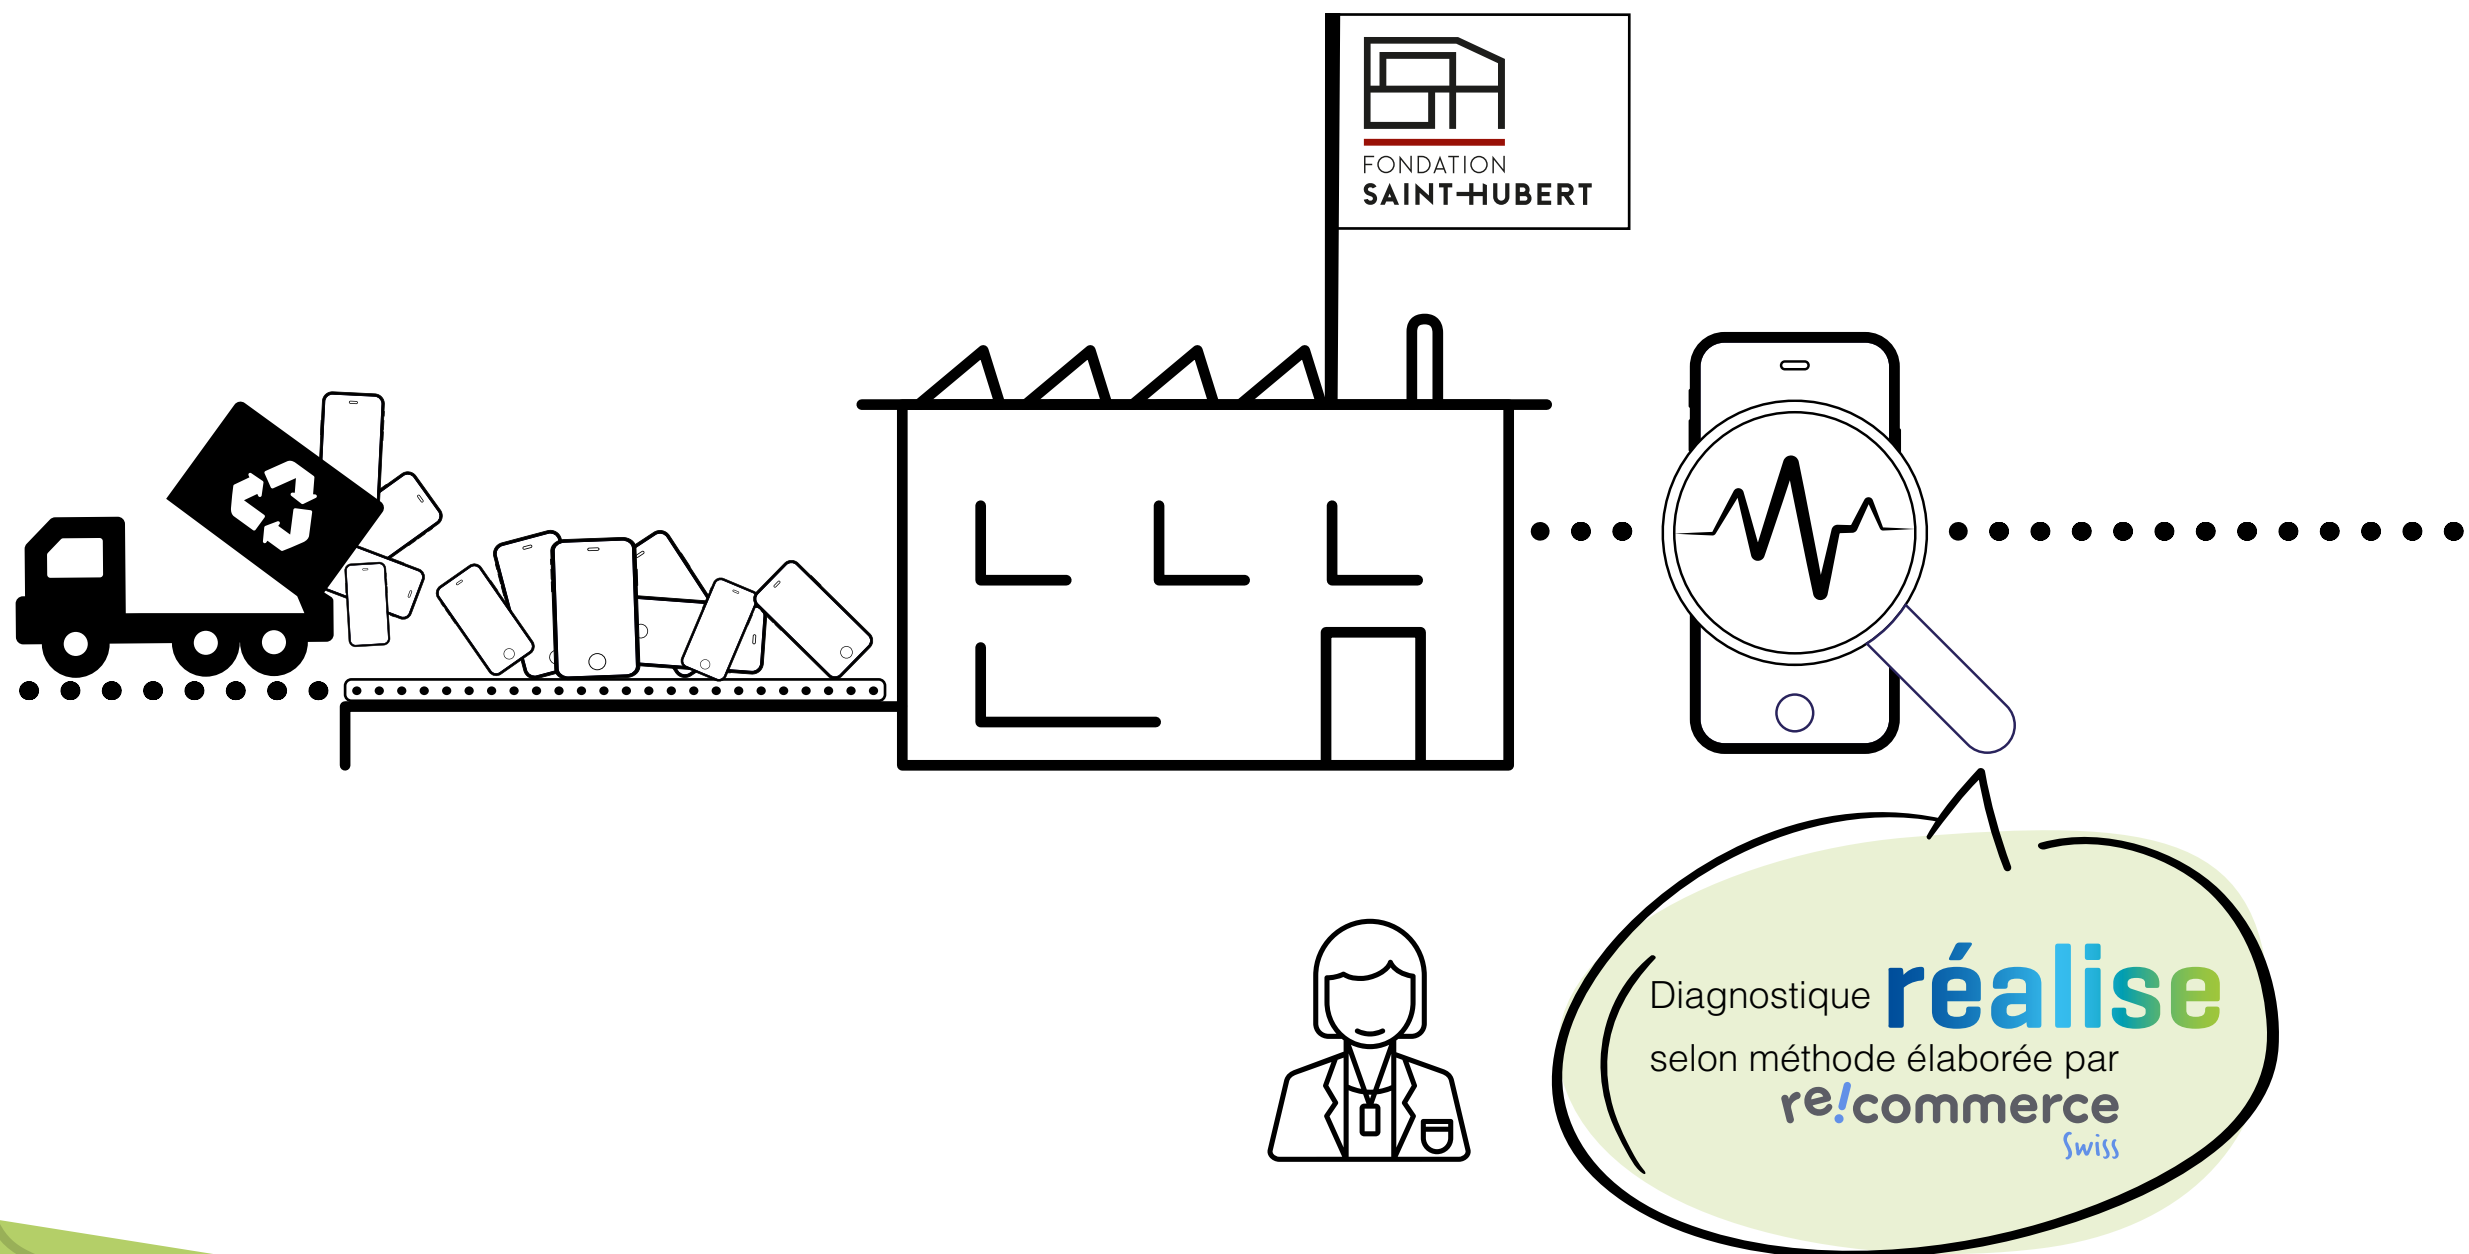 FONDATION
SAINT-HUBERT
Diagnostique réalise
selon méthode élaborée par
re!commerce
Swiss